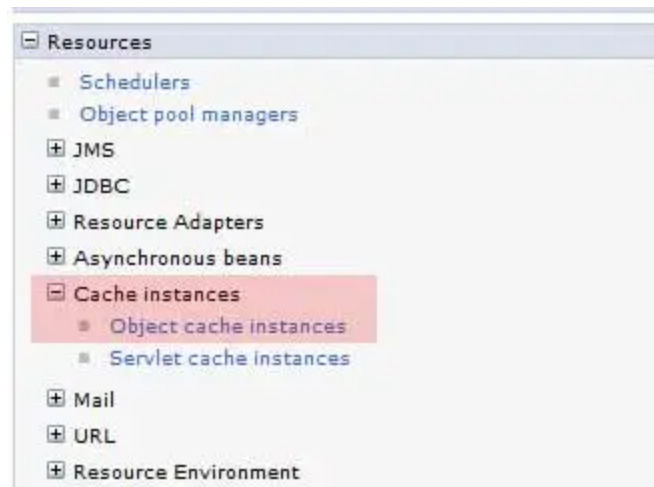 Resources
Schedulers
Object pool managers
JMS
JDBC
Resource Adapters
Asynchronous beans
Cache instances
Object cache instances
Servlet cache instances
Mail
URL
Resource Environment